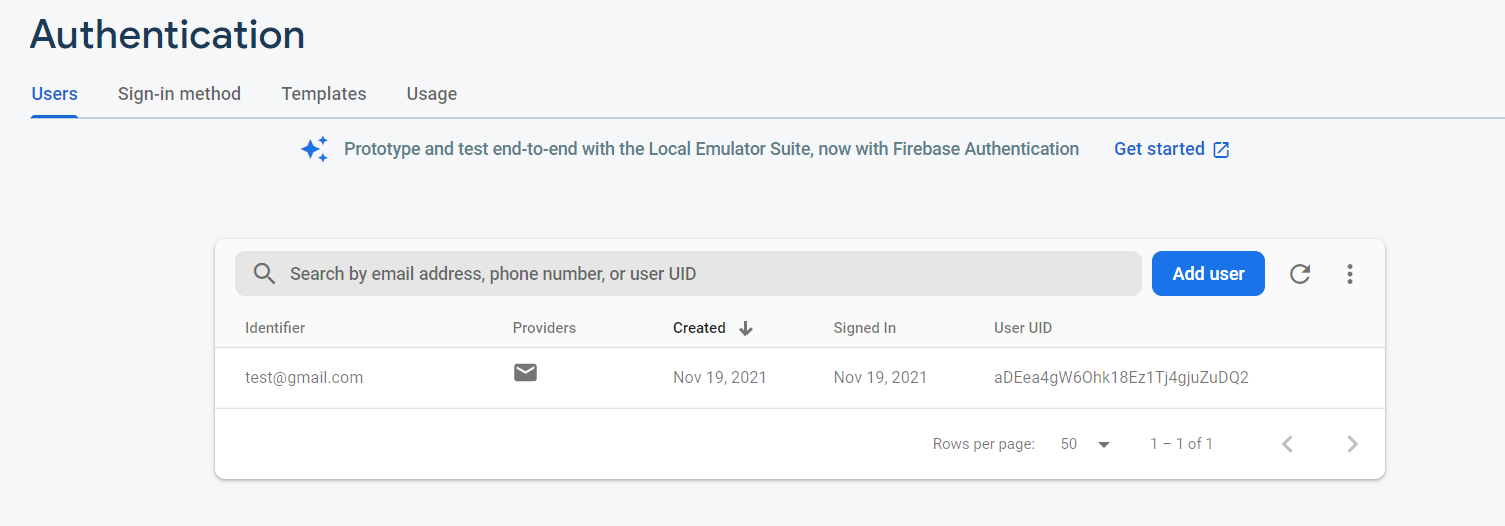 Authentication
Users Sign-in method Templates Usage
Prototype and test end-to-end with the Local Emulator Suite, now with Firebase Authentication Get started
Search by email address, phone number, or user UID Add user
Identifier Providers Created Signed In User UID
test@gmail.com Nov 19, 2021 Nov 19, 2021 aDEea4gW6Ohk18Ez1Tj4gjuZuDQ2
Rows per page: 50 1 – 1 of 1